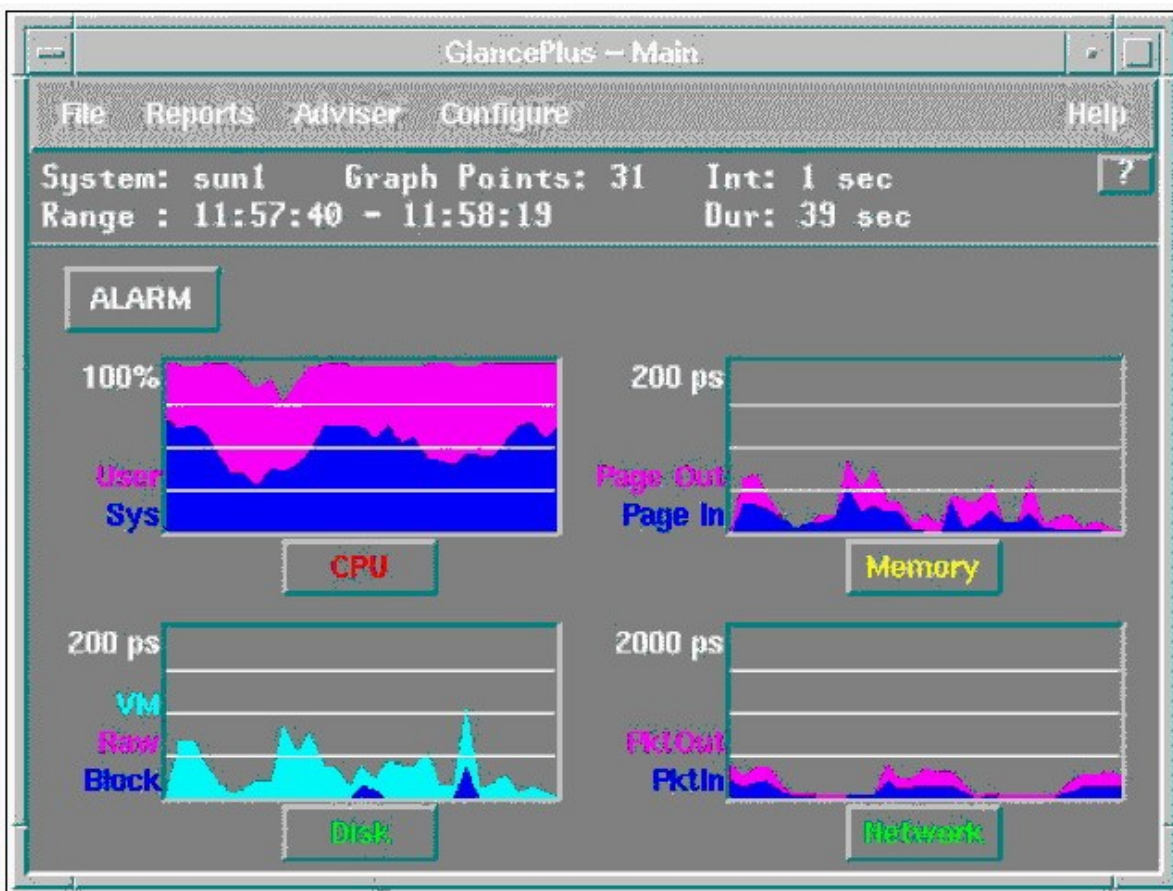 GlancePlus – Main
File Reports Adviser Configure Help
System: sun1 Graph Points: 31 Int: 1 sec ?
Range : 11:57:40 - 11:58:19 Dur: 39 sec
ALARM
100%
User
Sys
CPU
200 ps
Page Out
Page In
Memory
200 ps
VM
Raw
Block
Disk
2000 ps
PktOut
PktIn
Network